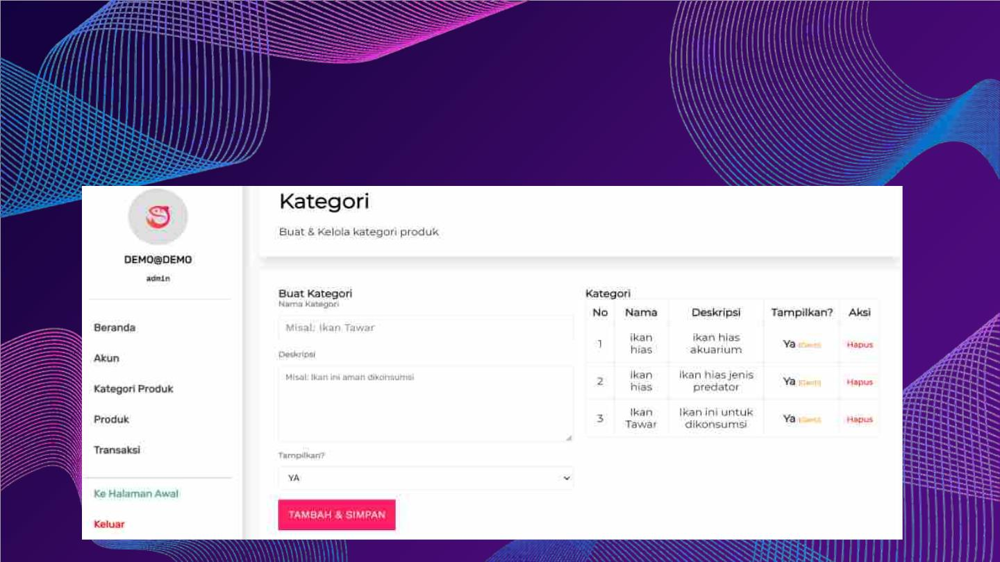 Kategori
Buat & Kelola kategori produk
DEMO@DEMO
admin
Beranda
Akun
Kategori Produk
Produk
Transaksi
Ke Halaman Awal
Keluar
Buat Kategori
Nama Kategori
Misal: Ikan Tawar
Deskripsi
Misal: Ikan ini aman dikonsumsi
Tampilkan?
YA
TAMBAH & SIMPAN
Kategori
No Nama Deskripsi Tampilkan? Aksi
1 ikan hias ikan hias akuarium Ya Hapus
2 ikan hias ikan hias jenis predator Ya Hapus
3 Ikan Tawar Ikan ini untuk dikonsumsi Ya Hapus